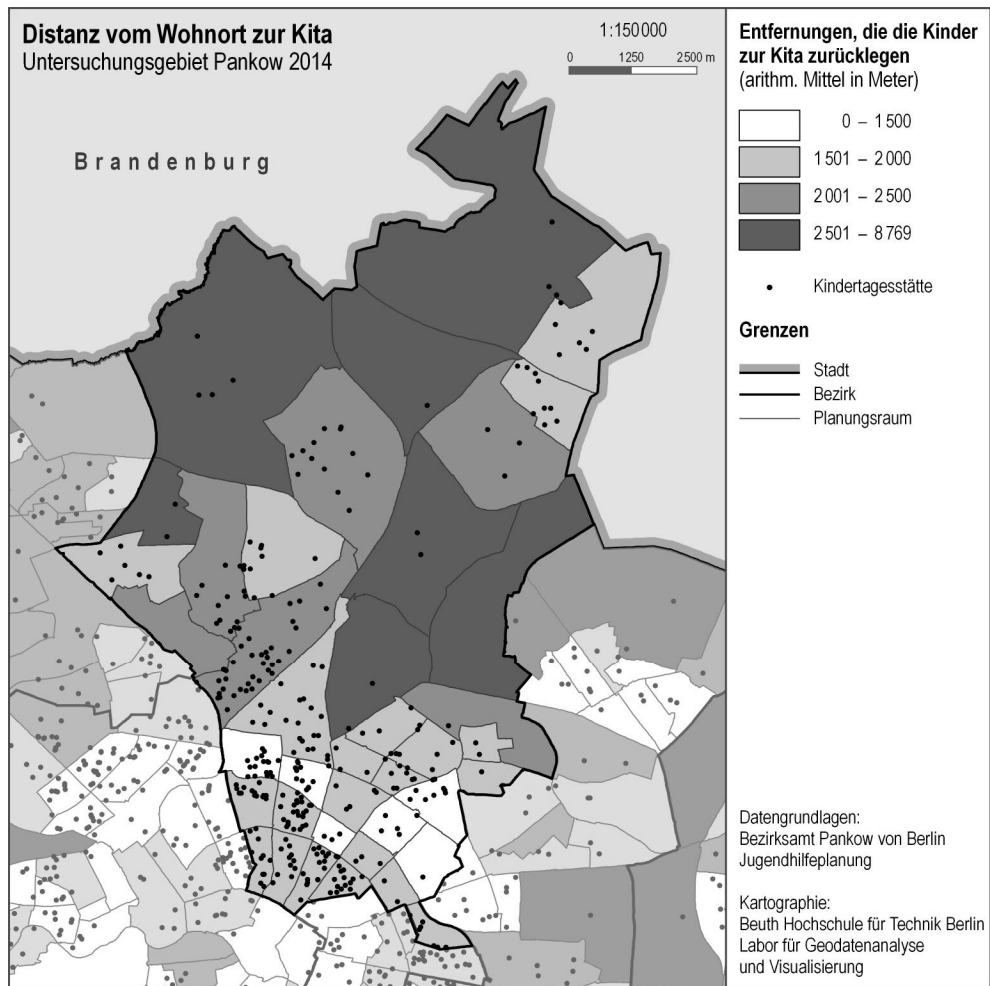 Distanz vom Wohnort zur Kita
Untersuchungsgebiet Pankow 2014
1:150 000
0 1250 2500 m
Brandenburg
Entfernungen, die die Kinder
zur Kita zurücklegen
(arithm. Mittel in Meter)
0 – 1 500
1 501 – 2 000
2 001 – 2 500
2 501 – 8 769
Kindertagesstätte
Grenzen
Stadt
Bezirk
Planungsraum
Datengrundlagen:
Bezirksamt Pankow von Berlin
Jugendhilfeplanung
Kartographie:
Beuth Hochschule für Technik Berlin
Labor für Geodatenanalyse
und Visualisierung